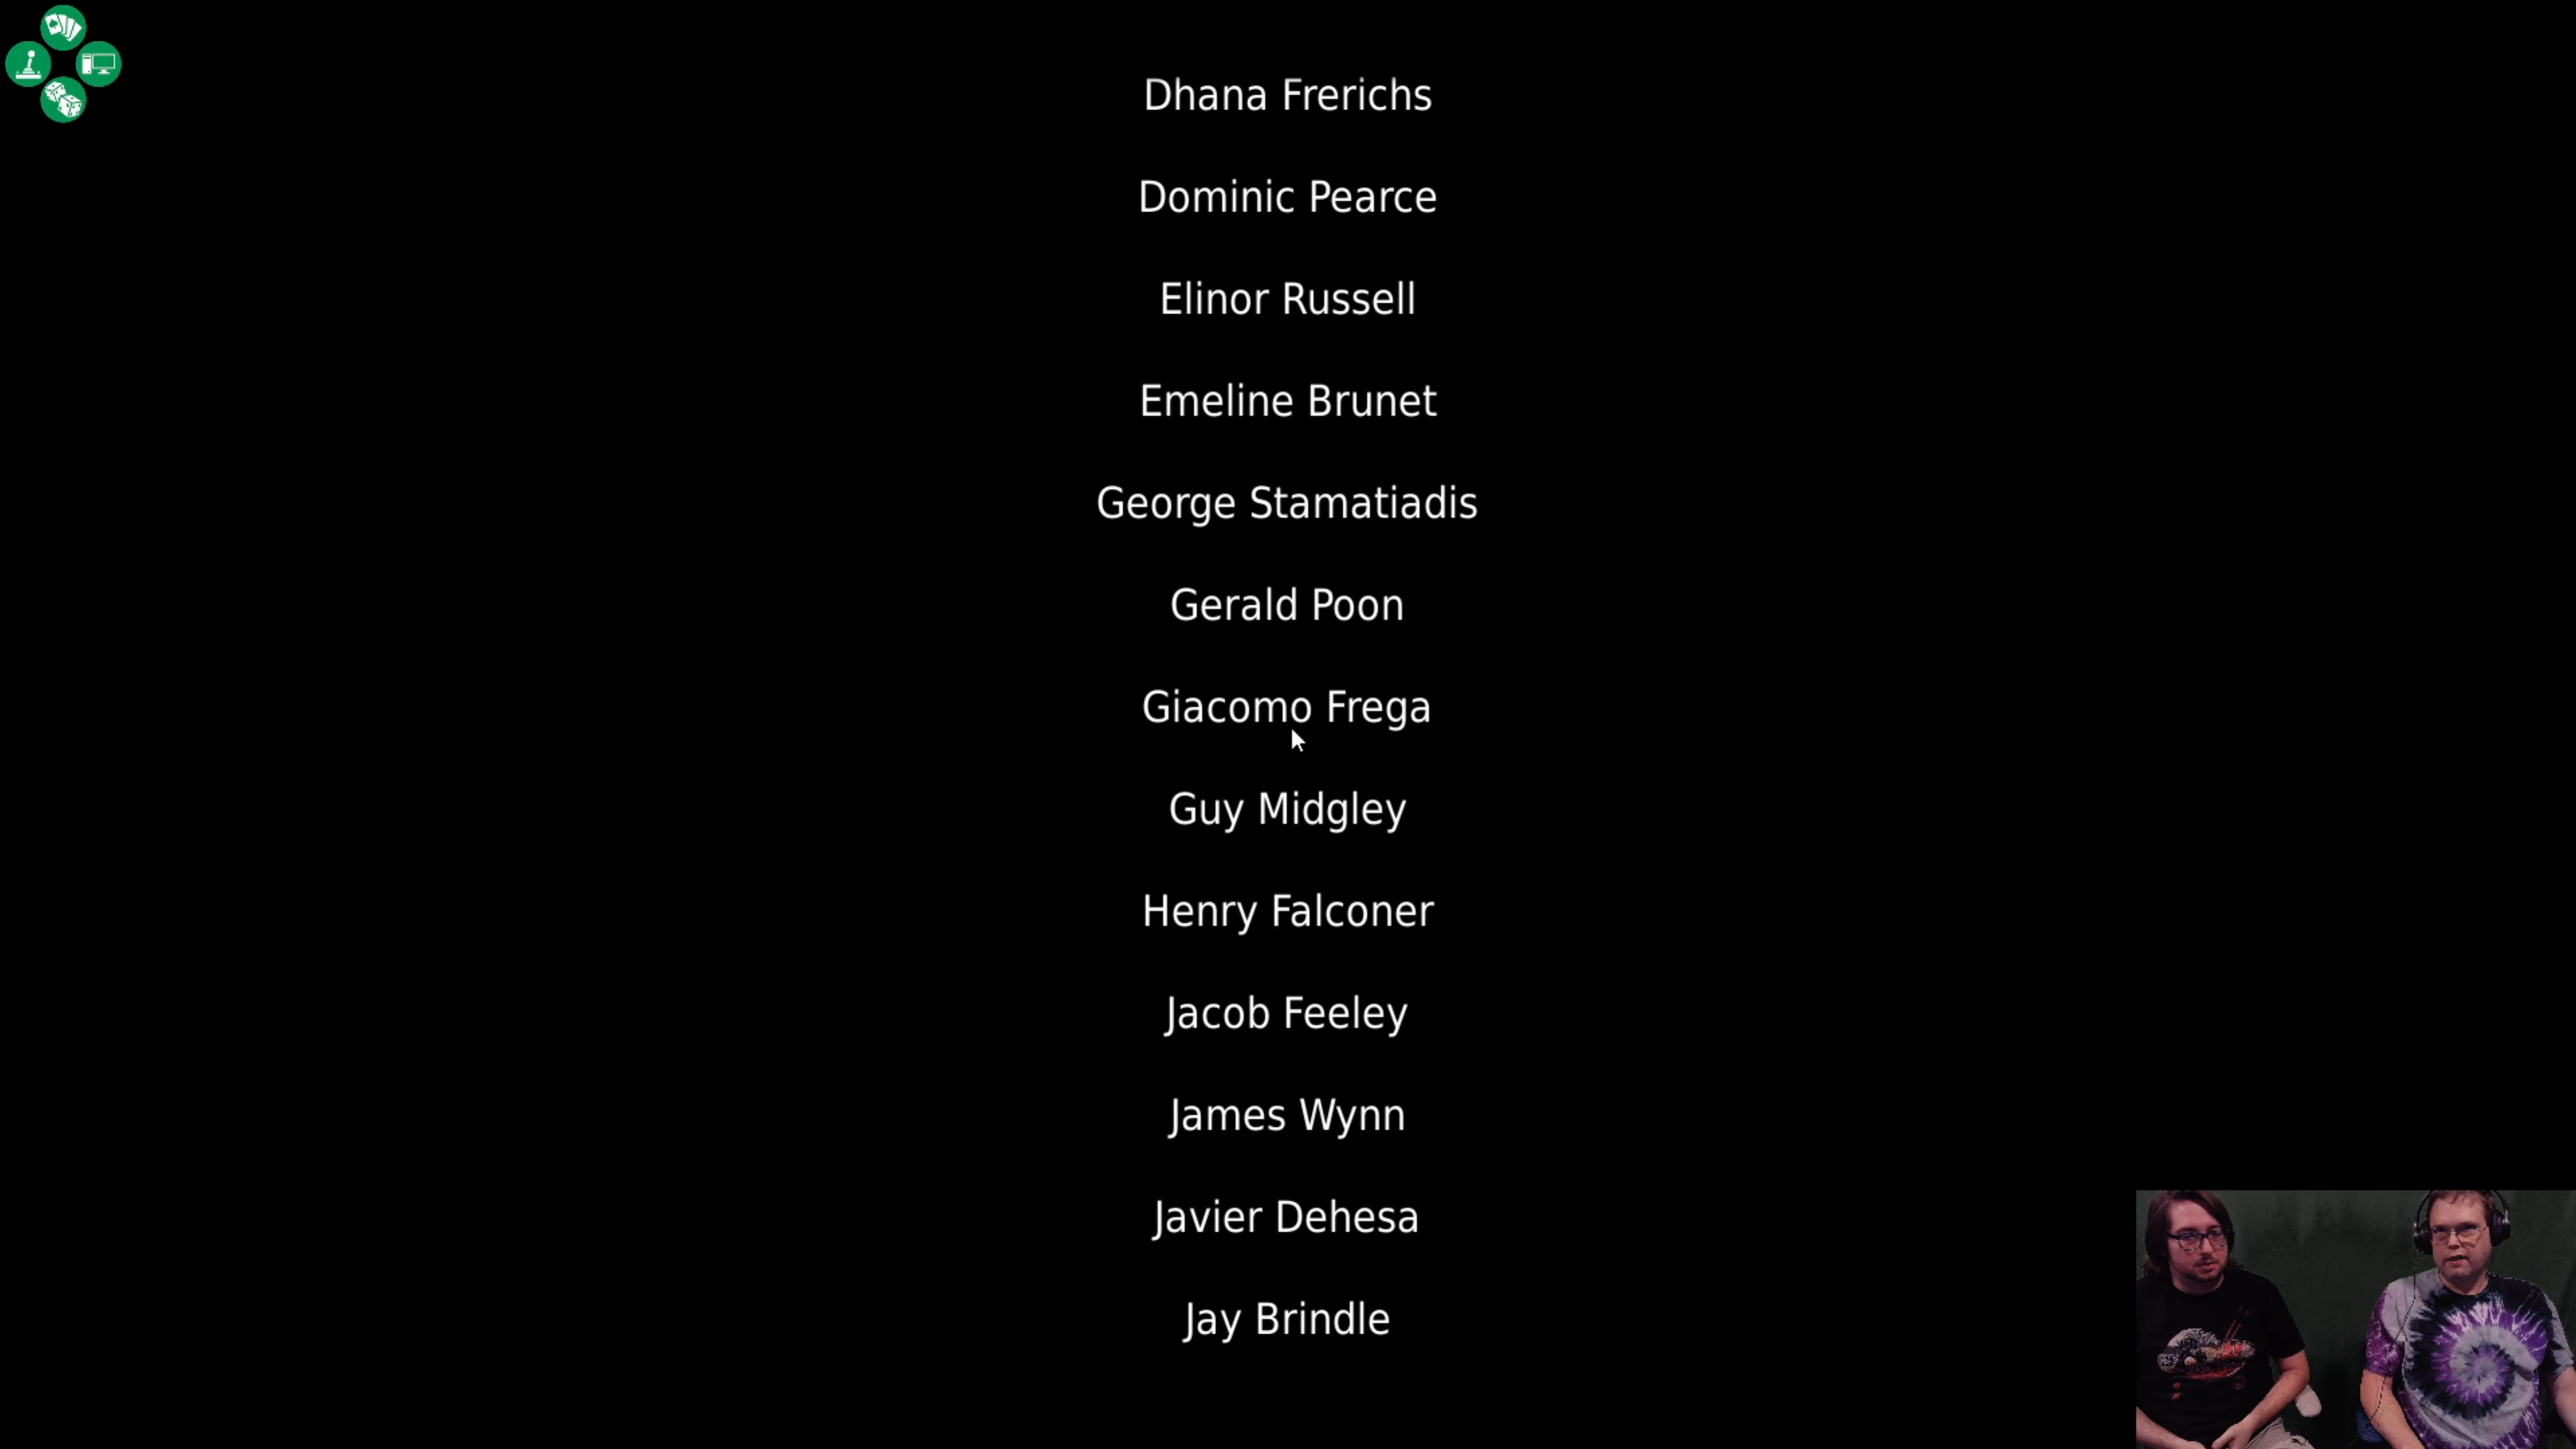 Dhana Frerichs
Dominic Pearce
Elinor Russell
Emeline Brunet
George Stamatiadis
Gerald Poon
Giacomo Frega
Guy Midgley
Henry Falconer
Jacob Feeley
James Wynn
Javier Dehesa
Jay Brindle